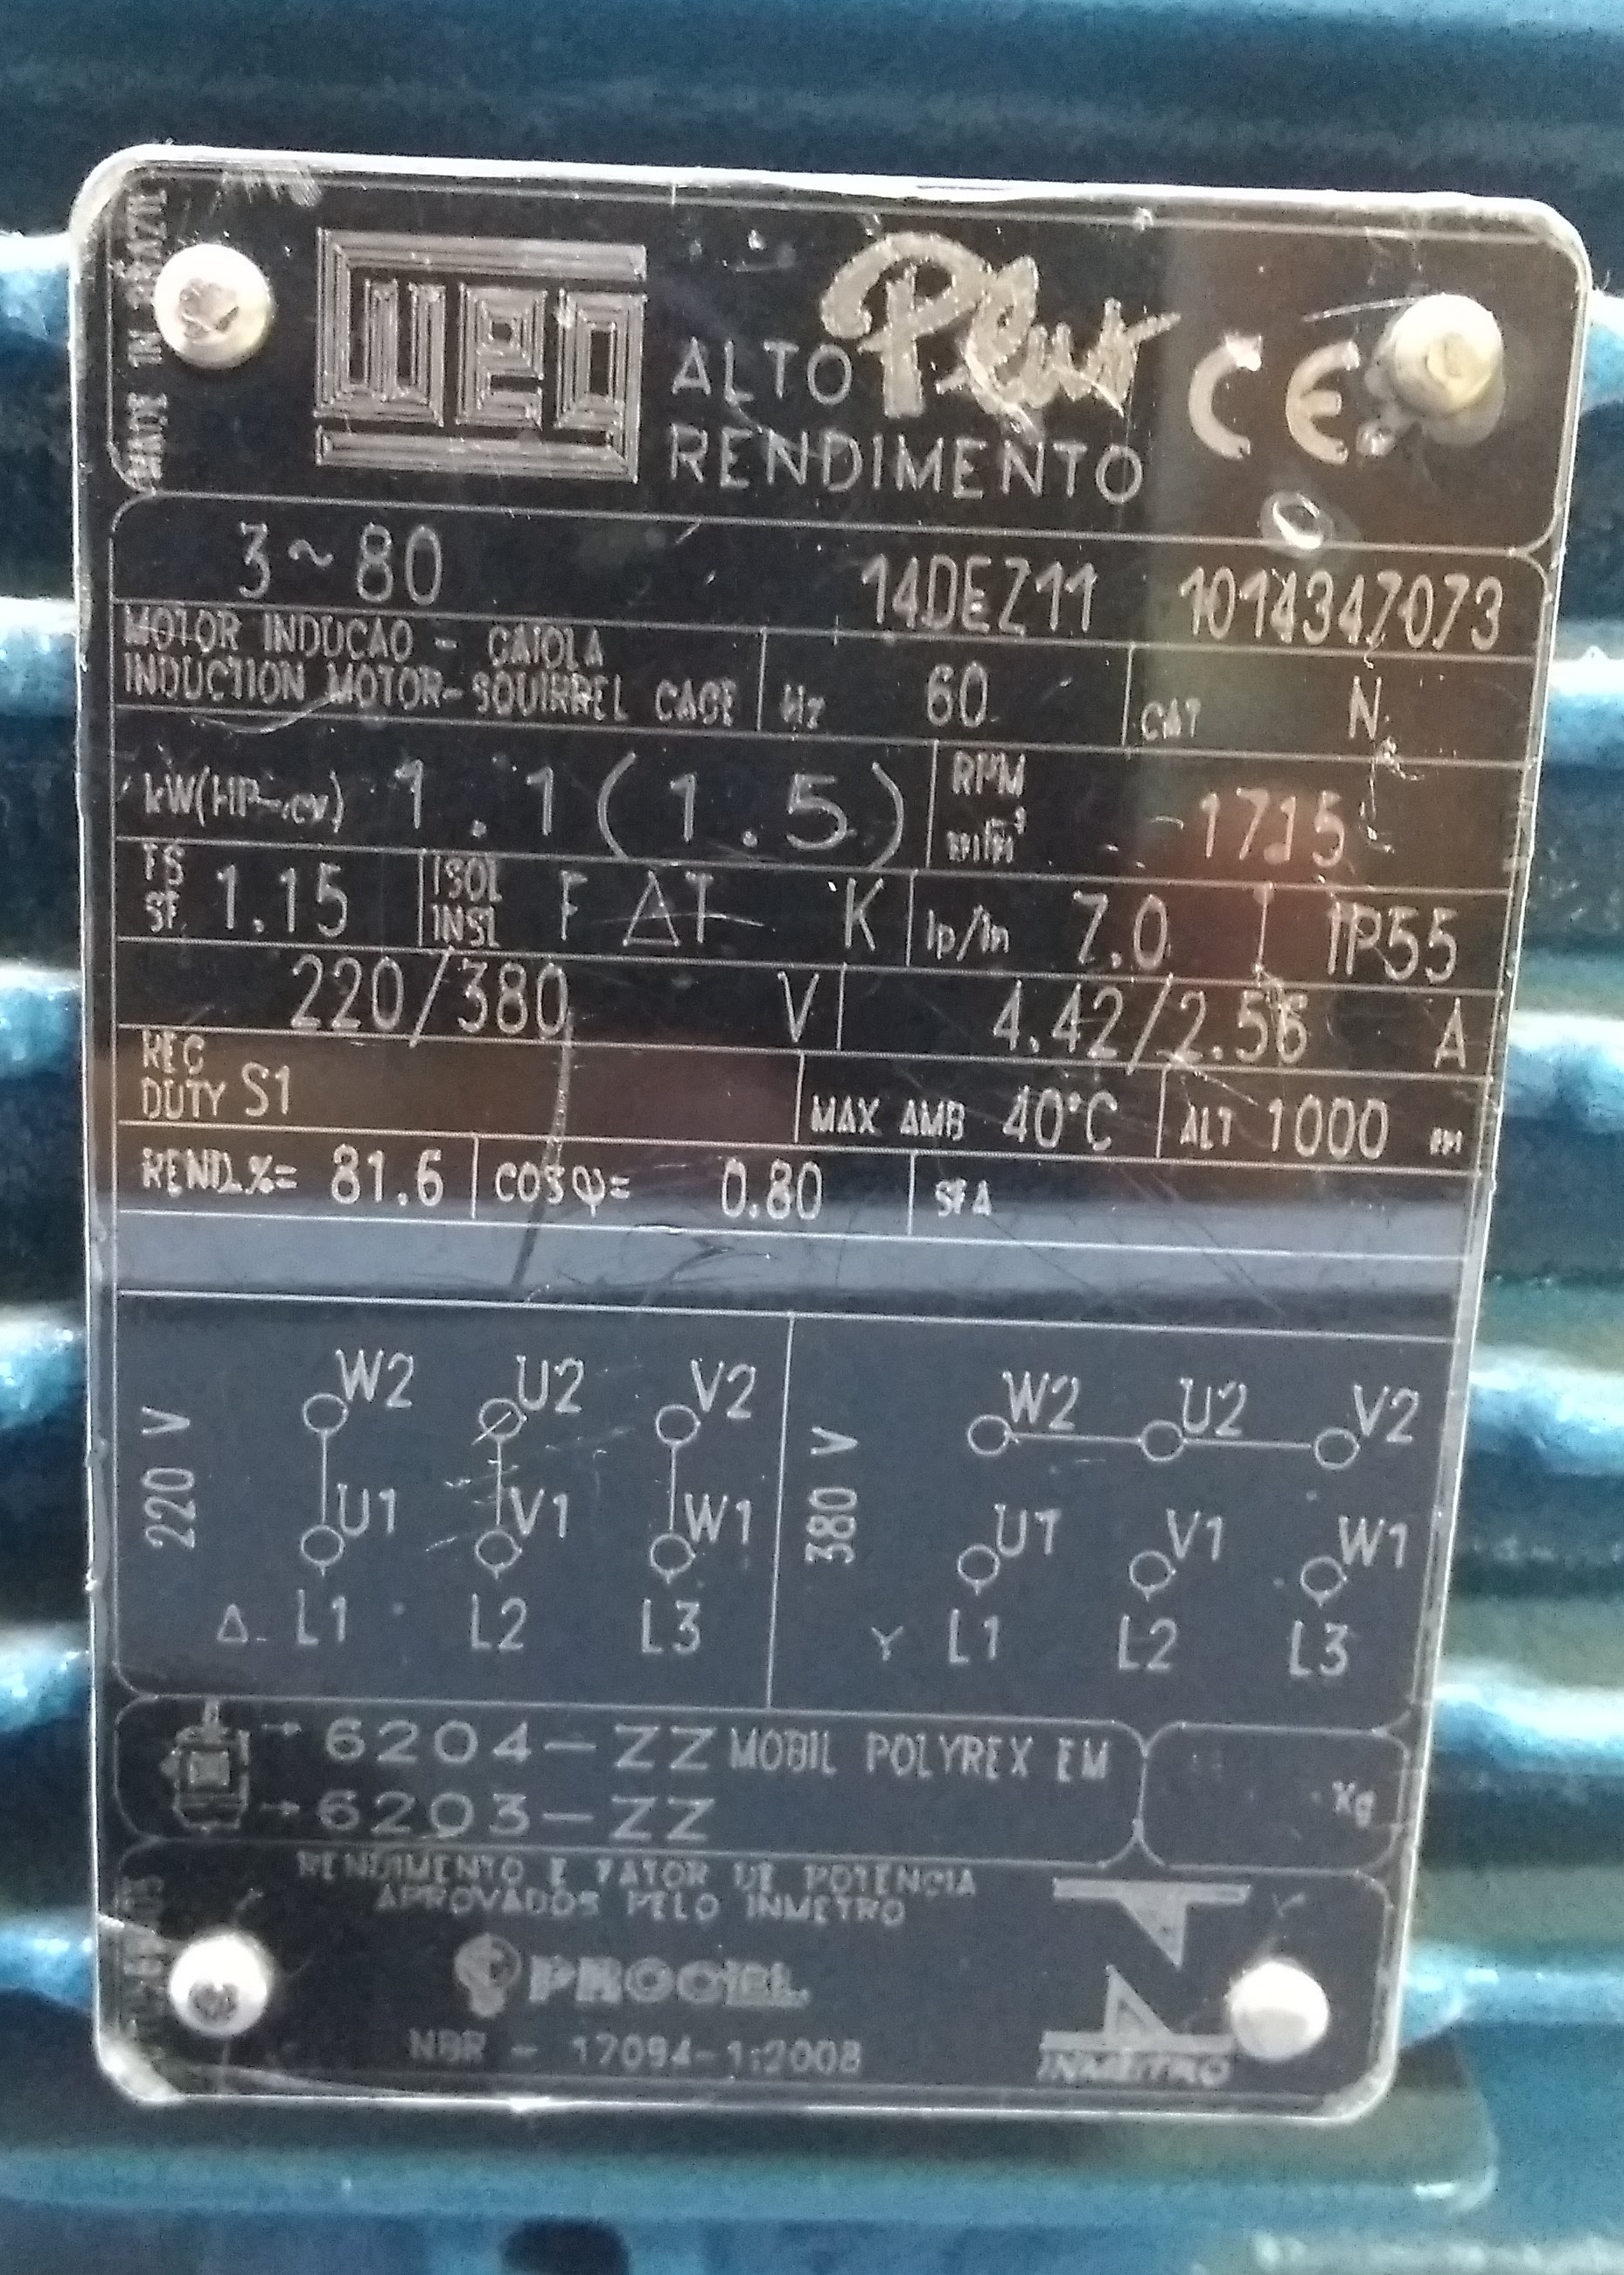 MADE IN BRAZIL
WEG
ALTO Plus
RENDIMENTO
CE
3~80 14DEZ11 1014347073
MOTOR INDUCAO - GAIOLA
INDUCTION MOTOR-SQUIRREL CAGE Hz 60 CAT N
kW(HP-cv) 1.1(1.5) RPM min⁻¹ 1715
FS SF 1.15 ISOL INSL F ΔT K Ip/In 7.0 IP55
220/380 V 4.42/2.56 A
REG DUTY S1 MAX AMB 40°C ALT 1000 m
REND.%= 81.6 COSφ= 0.80 SFA
220 V W2 U2 V2
U1 V1 W1
Δ L1 L2 L3
380 V W2 U2 V2
U1 V1 W1
Y L1 L2 L3
→ 6204-ZZ MOBIL POLYREX EM
→ 6203-ZZ
Kg
RENDIMENTO E FATOR DE POTÊNCIA
APROVADOS PELO INMETRO
PROCEL
NBR - 17094-1:2008
INMETRO